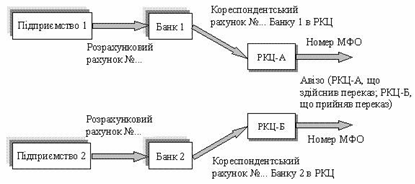 Кореспондентський
рахунок №... Банку 1 в РКЦ
Підприємство 1
Банк 1
Номер МФО
Розрахунковий
рахунок №...
РКЦ-А
Авізо (РКЦ-А, що
здійснив переказ; РКЦ-Б,
що прийняв переказ)
Розрахунковий
рахунок №...
РКЦ-Б
Номер МФО
Підприємство 2
Банк 2
Кореспондентський
рахунок №... Банку 2 в РКЦ